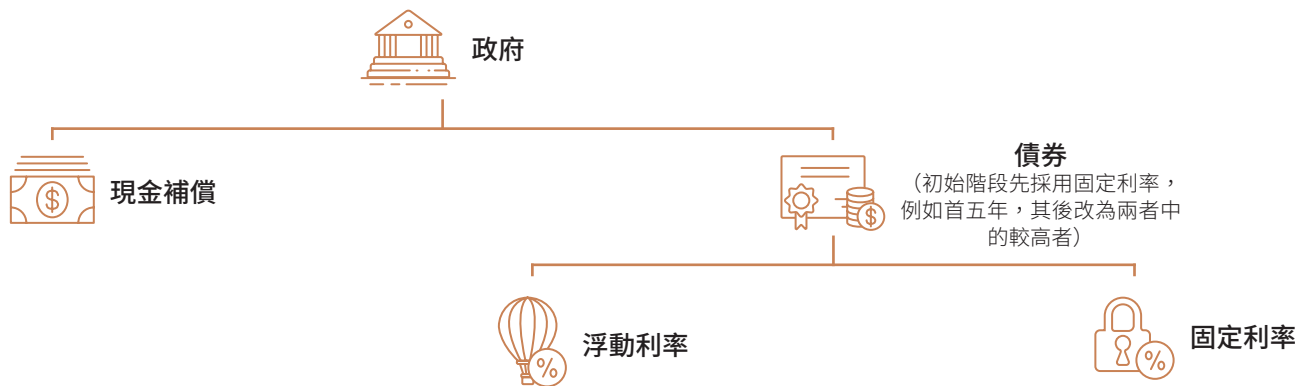 政府
現金補償
債券
（初始階段先採用固定利率，
例如首五年，其後改為兩者中
的較高者）
浮動利率
固定利率
$
$
%
%